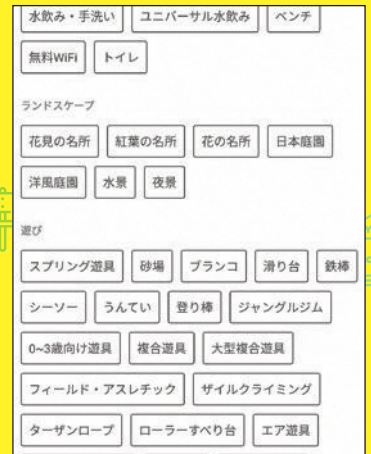 水飲み・手洗い ユニバーサル水飲み ベンチ
無料WiFi トイレ
ランドスケープ
花見の名所 紅葉の名所 花の名所 日本庭園
洋風庭園 水景 夜景
遊び
スプリング遊具 砂場 ブランコ 滑り台 鉄棒
シーソー うんてい 登り棒 ジャングルジム
0~3歳向け遊具 複合遊具 大型複合遊具
フィールド・アスレチック ザイルクライミング
ターザンロープ ローラーすべり台 エア遊具